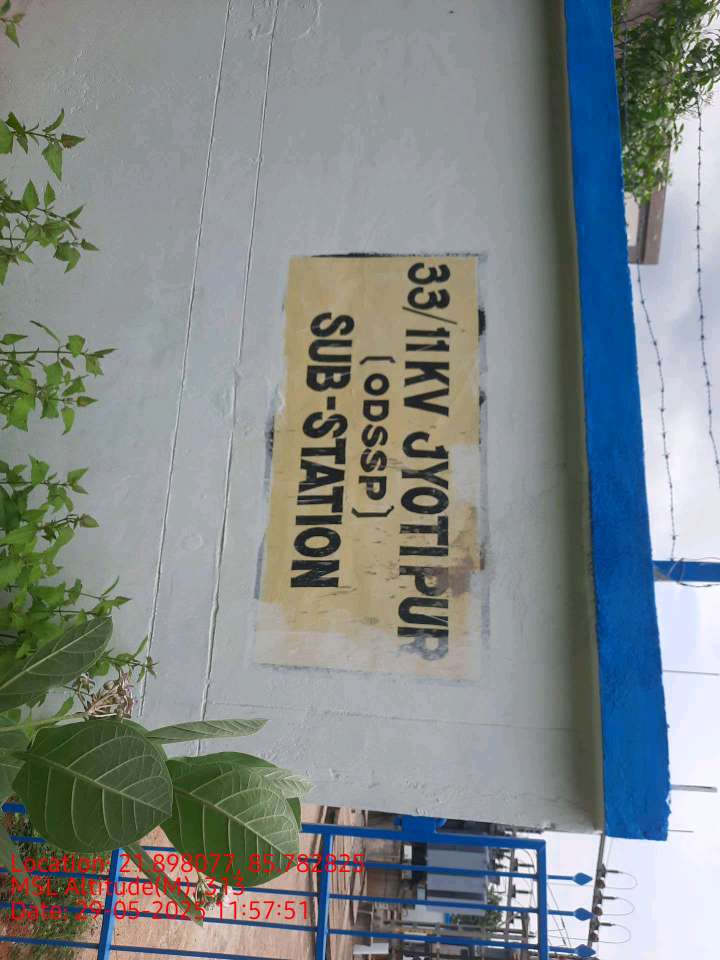 33/11KV JYOTIPUR
(ODSSP)
SUB-STATION
Location: 21.898077, 85.782825
MSL Altitude(M): 313
Date: 29-05-2025 11:57:51